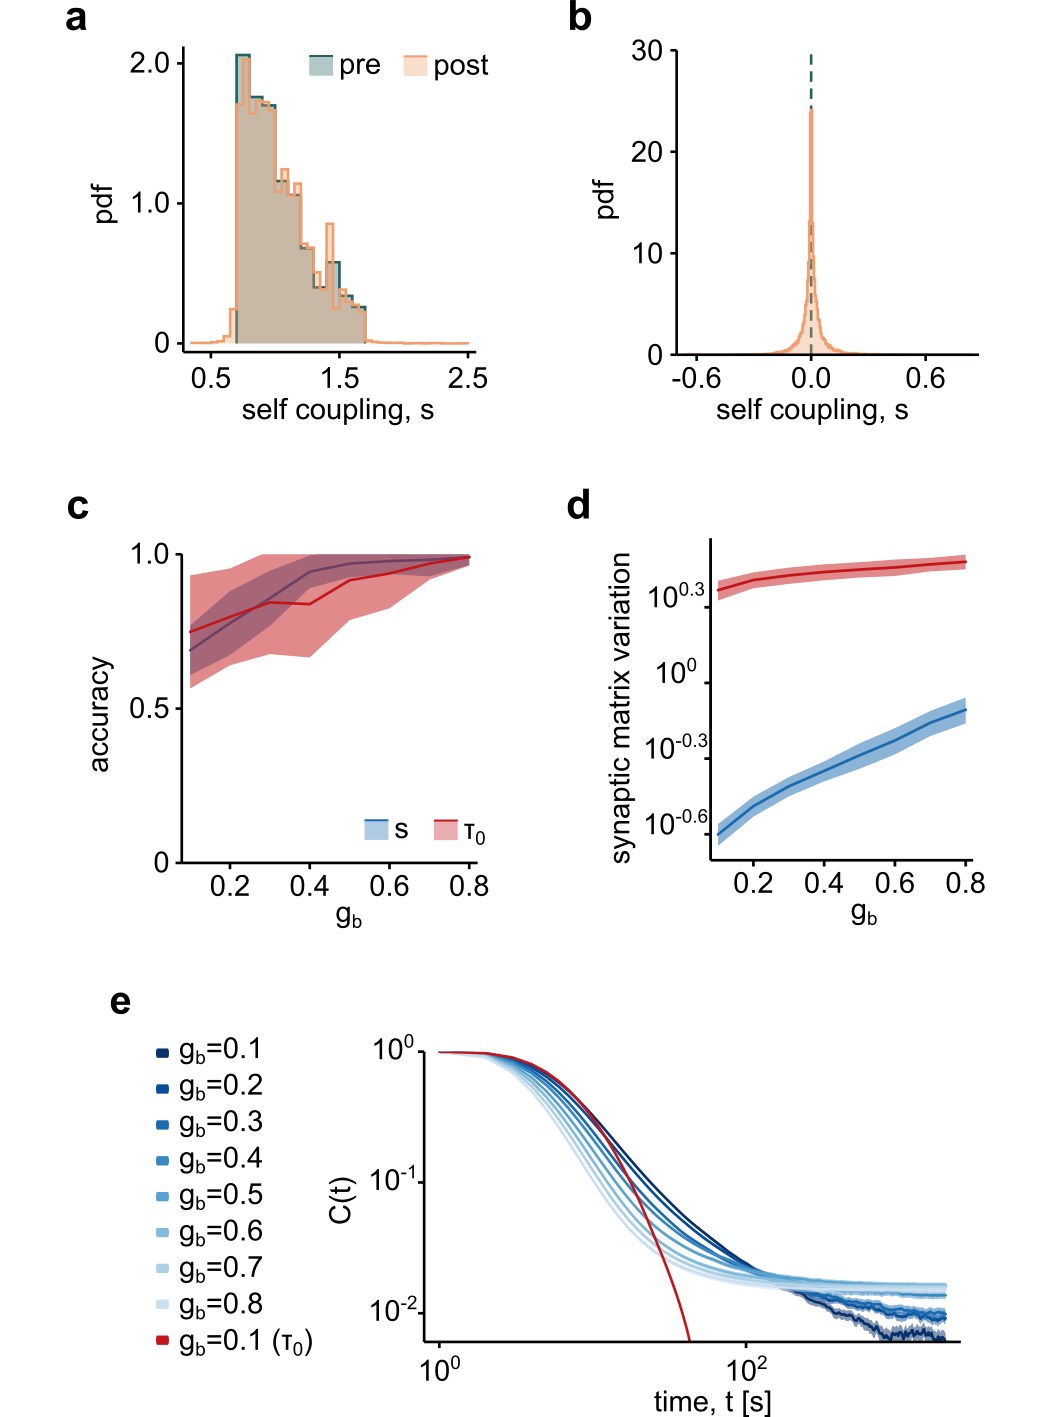 a
2.0
1.0
0
pdf
pre
post
0.5
1.5
2.5
self coupling, s
b
30
20
10
0
pdf
-0.6
0.0
0.6
self coupling, s
c
1.0
0.5
0
accuracy
s
τ0
0.2
0.4
0.6
0.8
gb
d
synaptic matrix variation
10^0.3
10^0
10^-0.3
10^-0.6
0.2
0.4
0.6
0.8
gb
e
gb=0.1
gb=0.2
gb=0.3
gb=0.4
gb=0.5
gb=0.6
gb=0.7
gb=0.8
gb=0.1 (τ0)
C(t)
10^0
10^-1
10^-2
10^0
10^2
time, t [s]